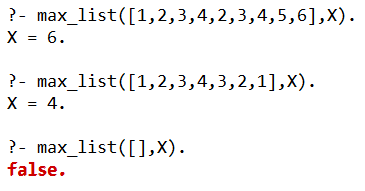 ?- max_list([1,2,3,4,2,3,4,5,6],X).
X = 6.
?- max_list([1,2,3,4,3,2,1],X).
X = 4.
?- max_list([],X).
false.